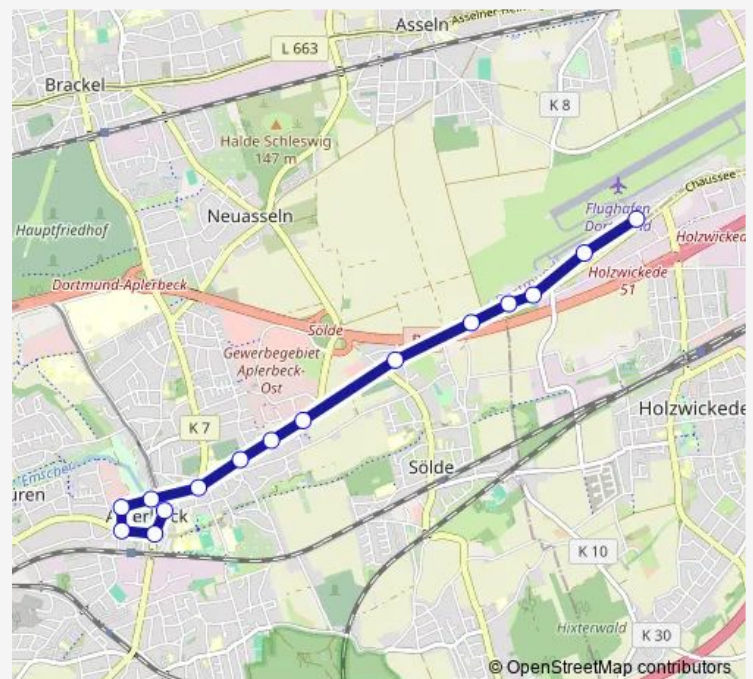 Asseln
Asselner
L 663
Brackel
K 8
Halde Schleswig
147 m
Chaussee
Neuasseln
Flughafen
Hauptfriedhof
Holzwickede
Dortmund-Aplerbeck
Holzwickede
51
Sölde
Gewerbegebiet
Aplerbeck-
Ost
Holzwickede
K 7
Sölde
Emscher
uren
K 10
Hixterwald
K 30
© OpenStreetMap contributors